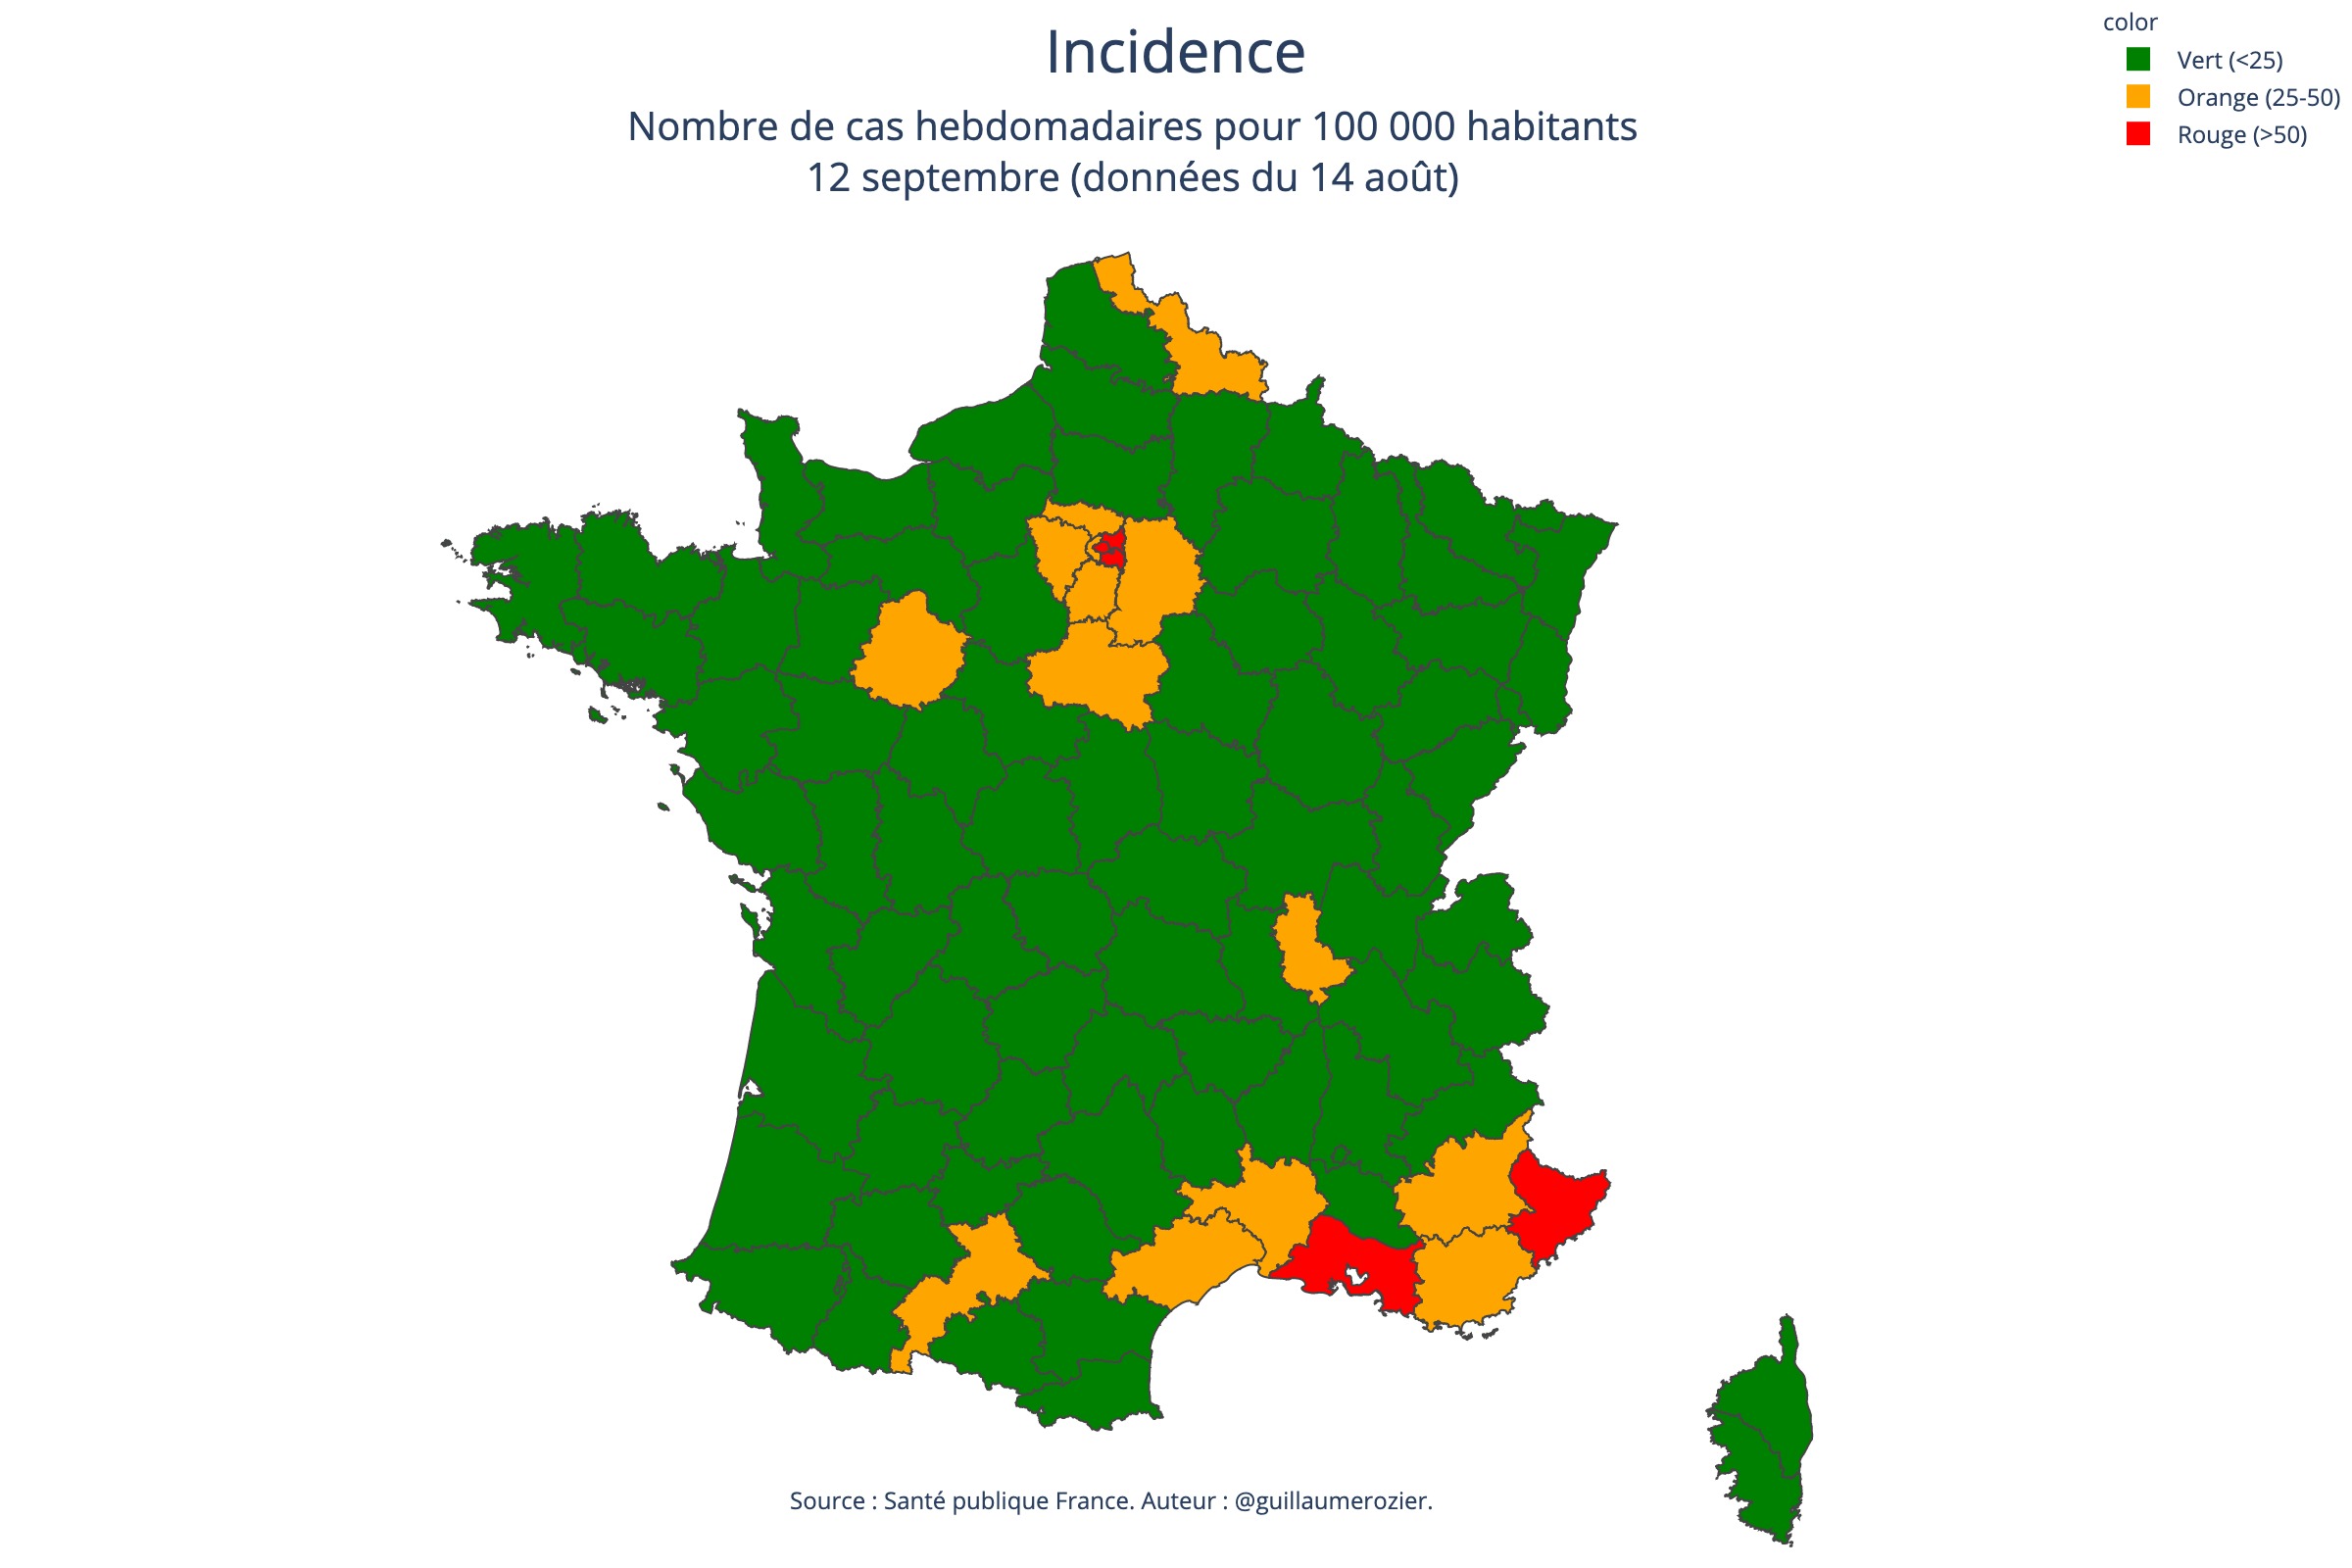 Incidence
Nombre de cas hebdomadaires pour 100 000 habitants
12 septembre (données du 14 août)
color
Vert (<25)
Orange (25-50)
Rouge (>50)
Source : Santé publique France. Auteur : @guillaumerozier.